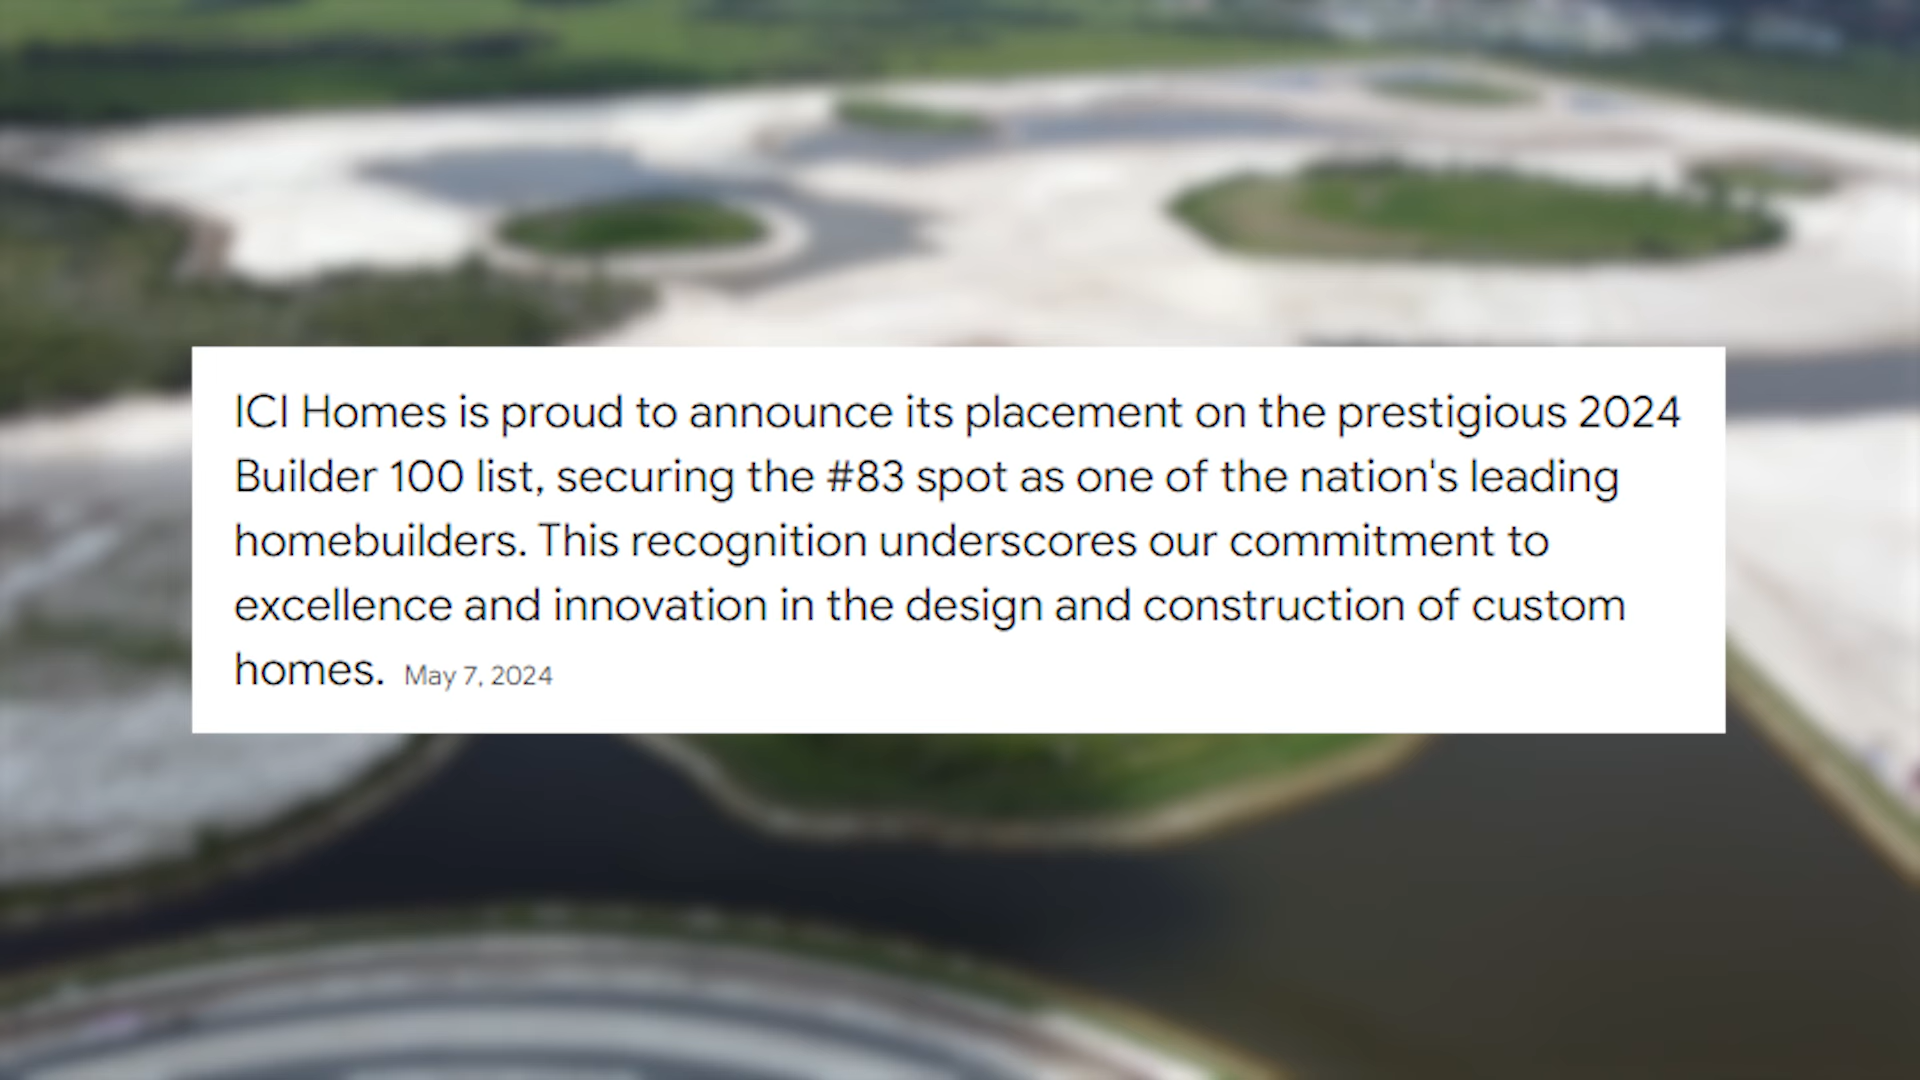 ICI Homes is proud to announce its placement on the prestigious 2024
Builder 100 list, securing the #83 spot as one of the nation's leading
homebuilders. This recognition underscores our commitment to
excellence and innovation in the design and construction of custom
homes. May 7, 2024